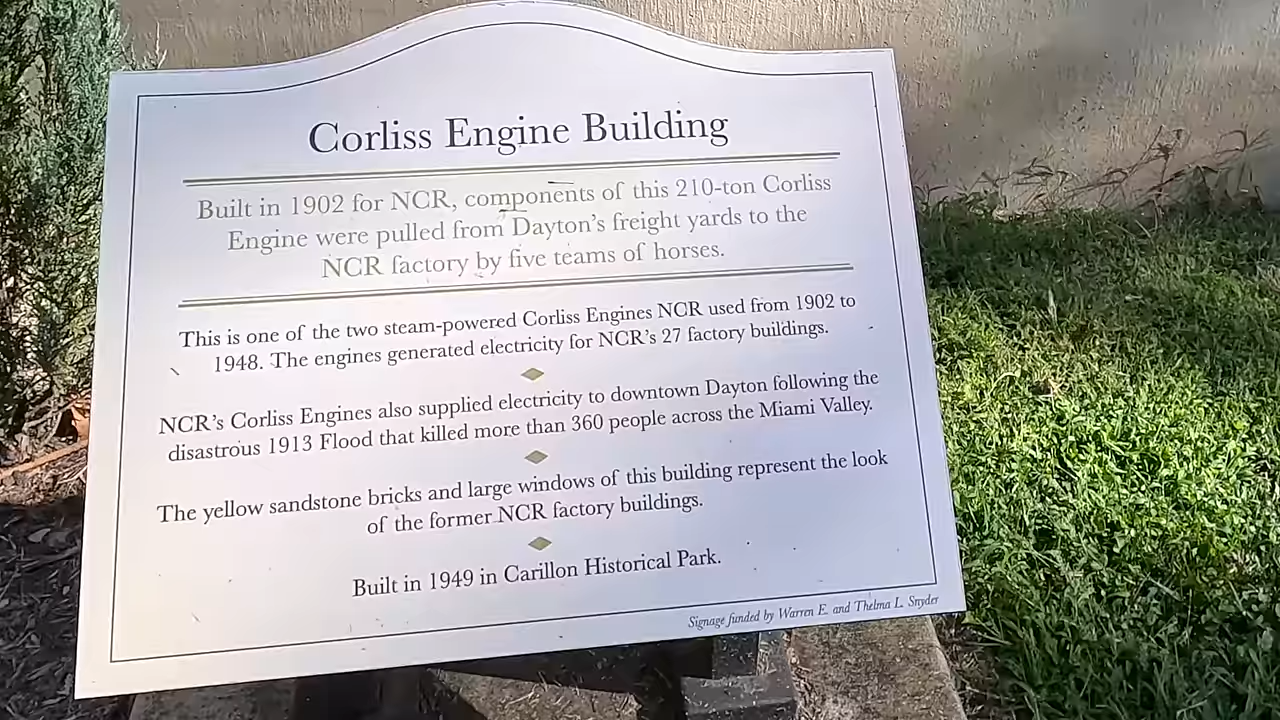 Corliss Engine Building
Built in 1902 for NCR, components of this 210-ton Corliss
Engine were pulled from Dayton's freight yards to the
NCR factory by five teams of horses.
This is one of the two steam-powered Corliss Engines NCR used from 1902 to
1948. The engines generated electricity for NCR's 27 factory buildings.
NCR's Corliss Engines also supplied electricity to downtown Dayton following the
disastrous 1913 Flood that killed more than 360 people across the Miami Valley.
The yellow sandstone bricks and large windows of this building represent the look
of the former NCR factory buildings.
Built in 1949 in Carillon Historical Park.
Signage funded by Warren E. and Thelma L. Snyder